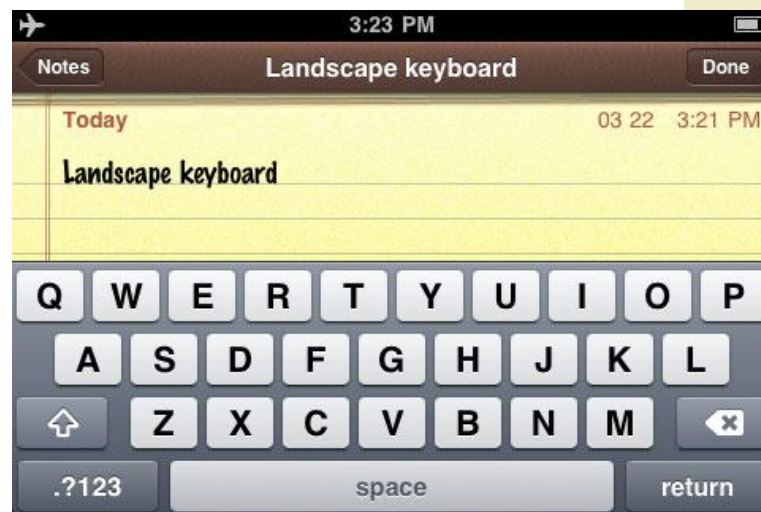 3:23 PM
Notes Landscape keyboard Done
Today 03 22 3:21 PM
Landscape keyboard
Q W E R T Y U I O P
A S D F G H J K L
Z X C V B N M
.?123 space return